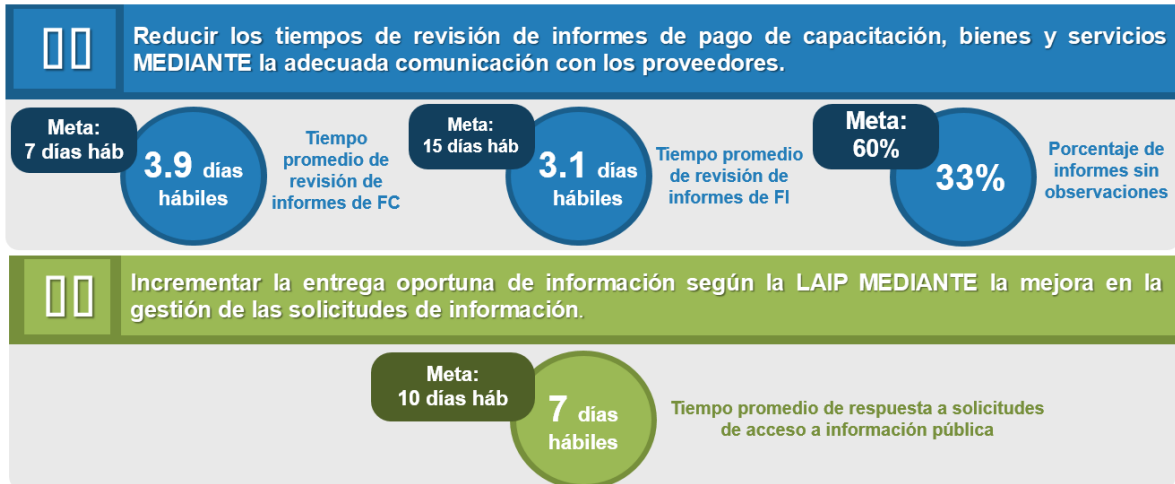 Reducir los tiempos de revisión de informes de pago de capacitación, bienes y servicios
MEDIANTE la adecuada comunicación con los proveedores.
Meta:
7 días háb
3.9 días
hábiles
Tiempo
promedio de
revisión de
informes de FC
Meta:
15 días háb
3.1 días
hábiles
Tiempo promedio
de revisión de
informes de FI
Meta:
60%
33%
Porcentaje de
informes sin
observaciones
Incrementar la entrega oportuna de información según la LAIP MEDIANTE la mejora en la
gestión de las solicitudes de información.
Meta:
10 días háb
7 días
hábiles
Tiempo promedio de respuesta a solicitudes
de acceso a información pública